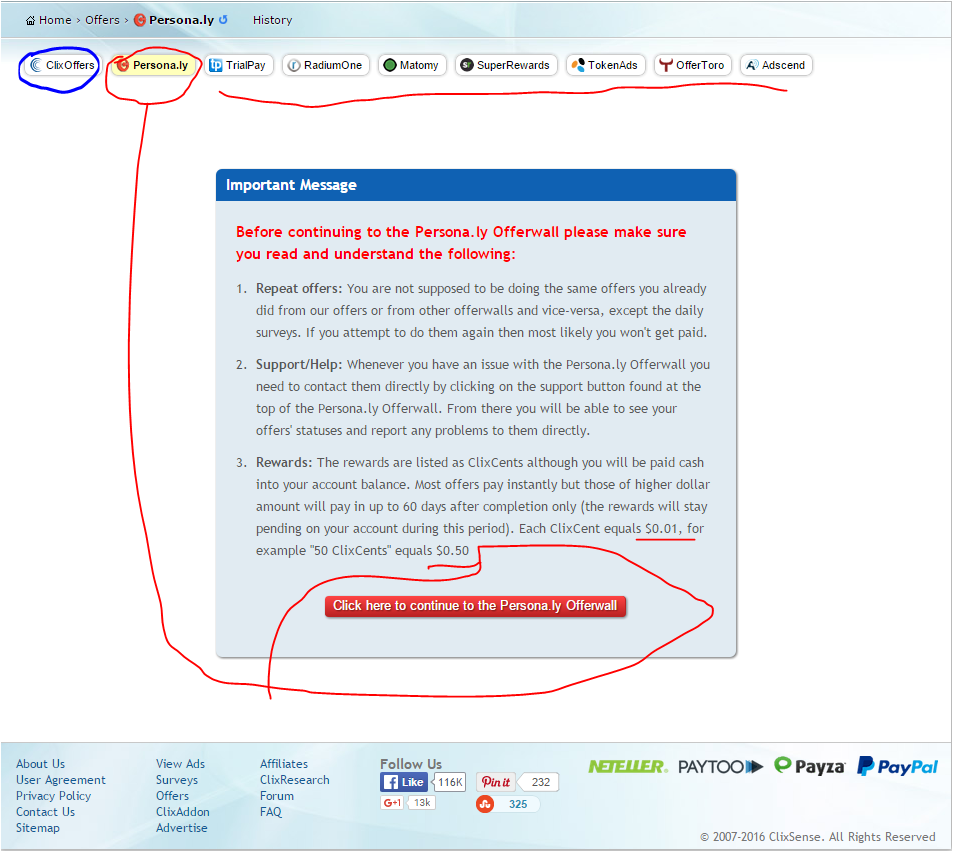 Home › Offers › Persona.ly History
ClixOffers Persona.ly tp TrialPay r RadiumOne Matomy SR SuperRewards TokenAds OfferToro Adscend
Important Message
Before continuing to the Persona.ly Offerwall please make sure
you read and understand the following:
1. Repeat offers: You are not supposed to be doing the same offers you already
did from our offers or from other offerwalls and vice-versa, except the daily
surveys. If you attempt to do them again then most likely you won't get paid.
2. Support/Help: Whenever you have an issue with the Persona.ly Offerwall you
need to contact them directly by clicking on the support button found at the
top of the Persona.ly Offerwall. From there you will be able to see your
offers' statuses and report any problems to them directly.
3. Rewards: The rewards are listed as ClixCents although you will be paid cash
into your account balance. Most offers pay instantly but those of higher dollar
amount will pay in up to 60 days after completion only (the rewards will stay
pending on your account during this period). Each ClixCent equals $0.01, for
example "50 ClixCents" equals $0.50
Click here to continue to the Persona.ly Offerwall
About Us
User Agreement
Privacy Policy
Contact Us
Sitemap
View Ads
Surveys
Offers
ClixAddon
Advertise
Affiliates
ClixResearch
Forum
FAQ
Follow Us
f Like 116K Pin it 232
G+1 13k 325
NETELLER PAYTOO Payza PayPal
© 2007-2016 ClixSense. All Rights Reserved